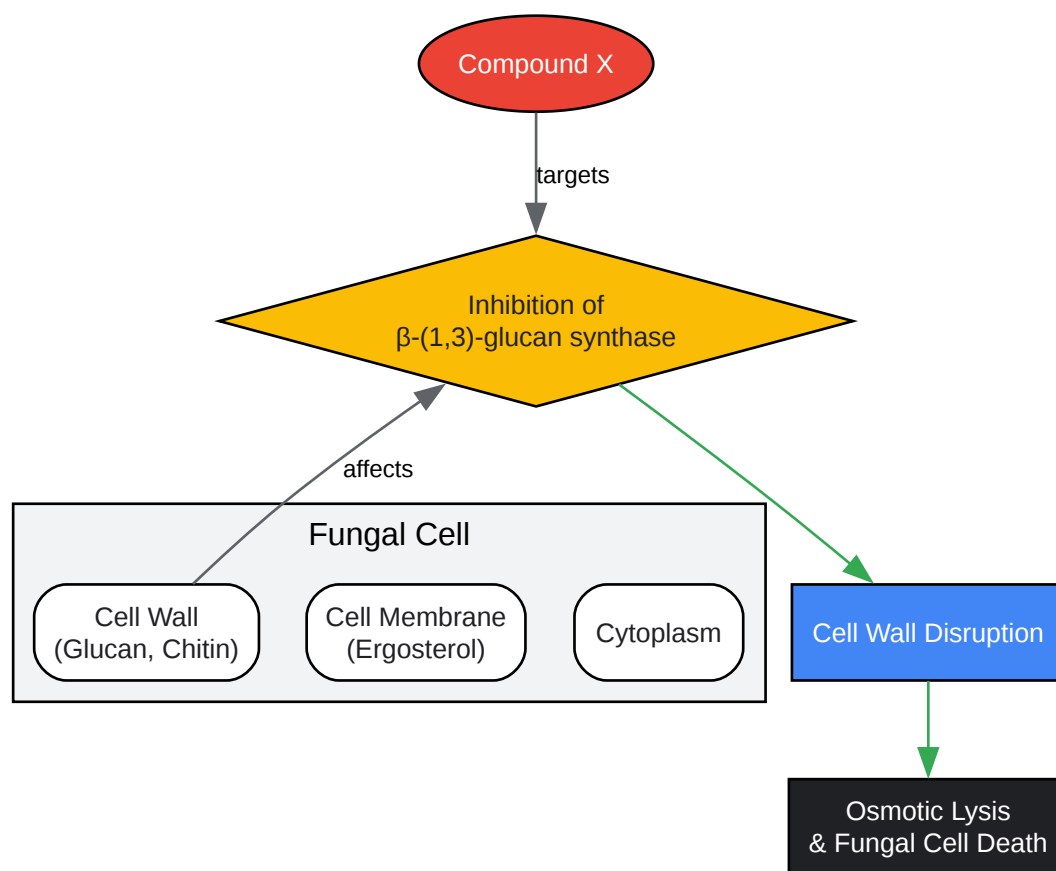 Compound X
targets
Inhibition of
β-(1,3)-glucan synthase
affects
Fungal Cell
Cell Wall
(Glucan, Chitin)
Cell Membrane
(Ergosterol)
Cytoplasm
Cell Wall Disruption
Osmotic Lysis
& Fungal Cell Death